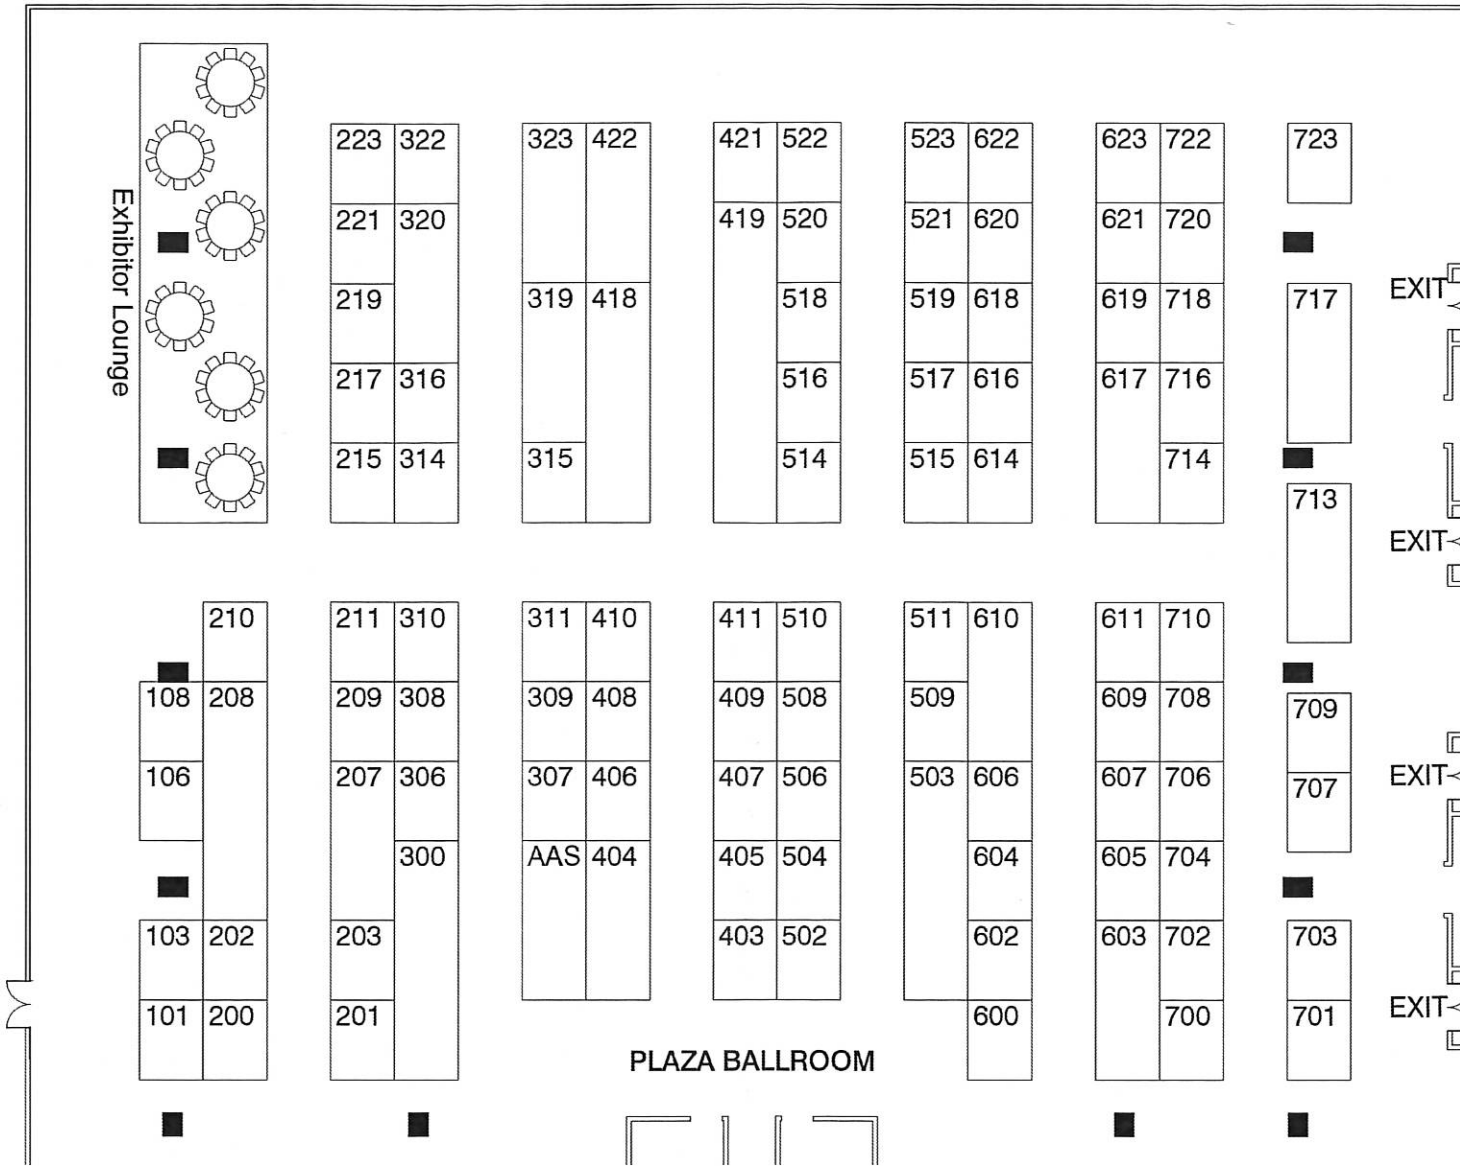 Exhibitor Lounge
223 322 323 422 421 522 523 622 623 722 723
221 320 419 520 521 620 621 720
219 319 418 518 519 618 619 718 717
EXIT
217 316 516 517 616 617 716
215 314 315 514 515 614 714
713
EXIT
210 211 310 311 410 411 510 511 610 611 710
108 208 209 308 309 408 409 508 509 609 708 709
106 207 306 307 406 407 506 503 606 607 706 707
EXIT
300 AAS 404 405 504 604 605 704
103 202 203 403 502 602 603 702 703
101 200 201 600 700 701
EXIT
PLAZA BALLROOM